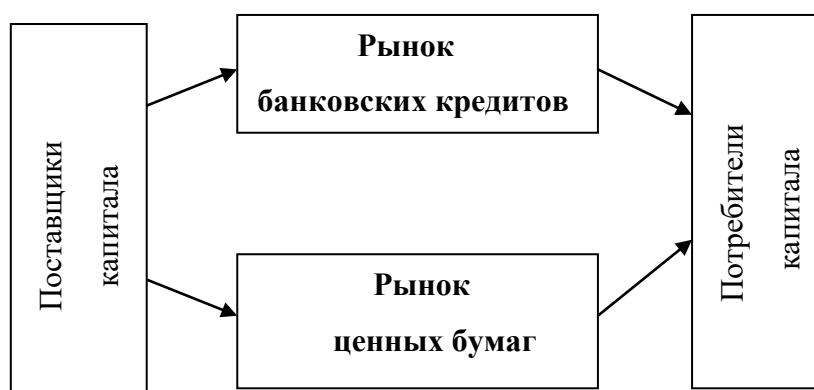 Поставщики
капитала
Рынок
банковских кредитов
Рынок
ценных бумаг
Потребители
капитала